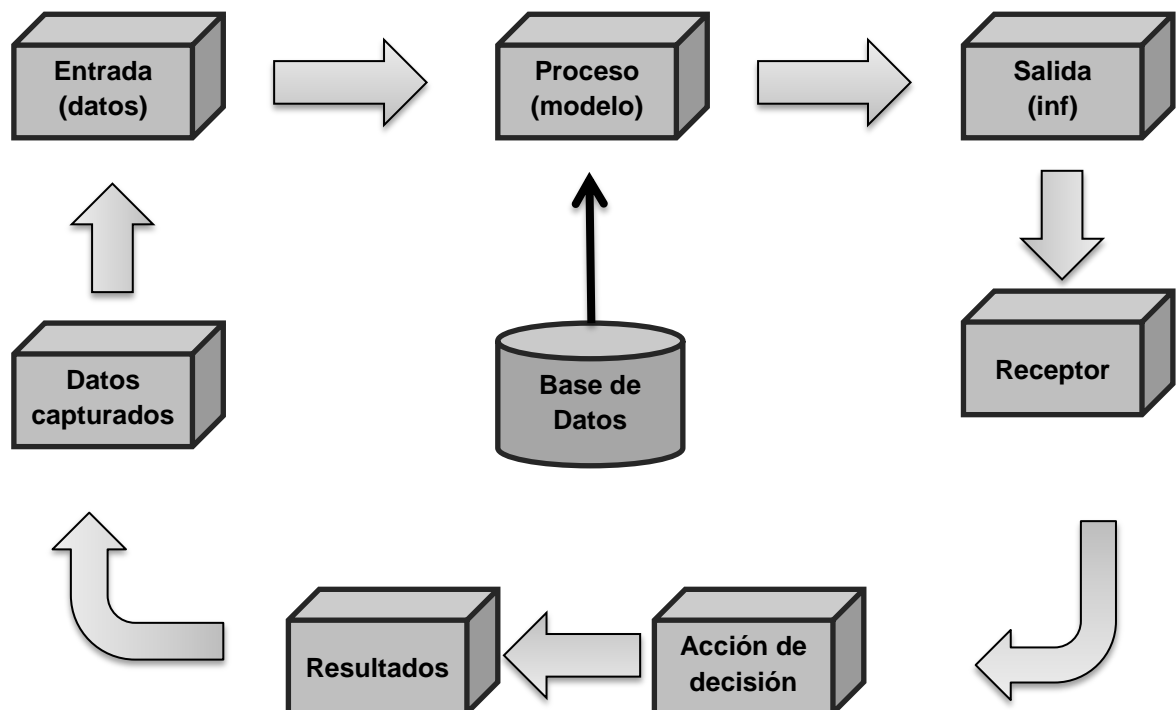 Entrada
(datos)
Proceso
(modelo)
Salida
(inf)
Datos
capturados
Base de
Datos
Receptor
Resultados
Acción de
decisión